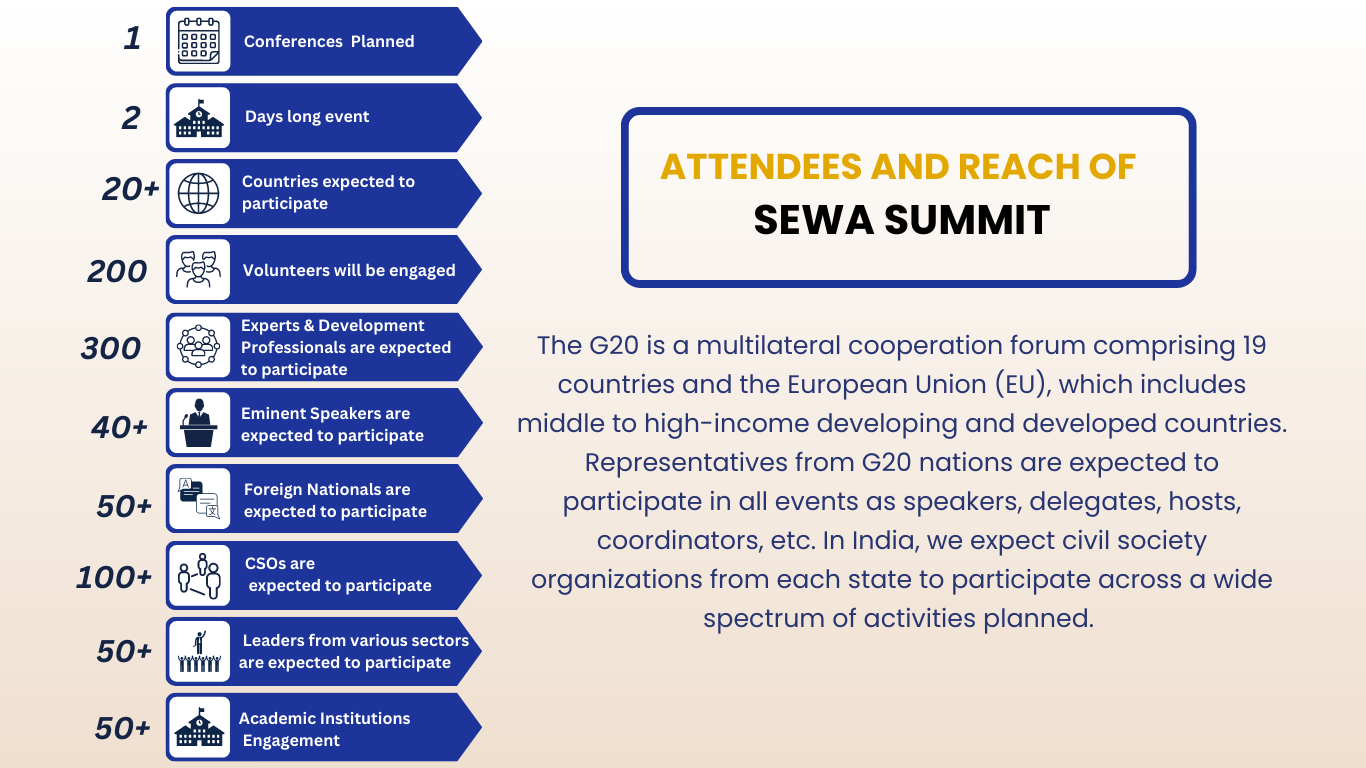 1
Conferences Planned
2
Days long event
20+
Countries expected to
participate
200
Volunteers will be engaged
300
Experts & Development
Professionals are expected
to participate
40+
Eminent Speakers are
expected to participate
50+
Foreign Nationals are
expected to participate
100+
CSOs are
expected to participate
50+
Leaders from various sectors
are expected to participate
50+
Academic Institutions
Engagement
ATTENDEES AND REACH OF
SEWA SUMMIT
The G20 is a multilateral cooperation forum comprising 19
countries and the European Union (EU), which includes
middle to high-income developing and developed countries.
Representatives from G20 nations are expected to
participate in all events as speakers, delegates, hosts,
coordinators, etc. In India, we expect civil society
organizations from each state to participate across a wide
spectrum of activities planned.